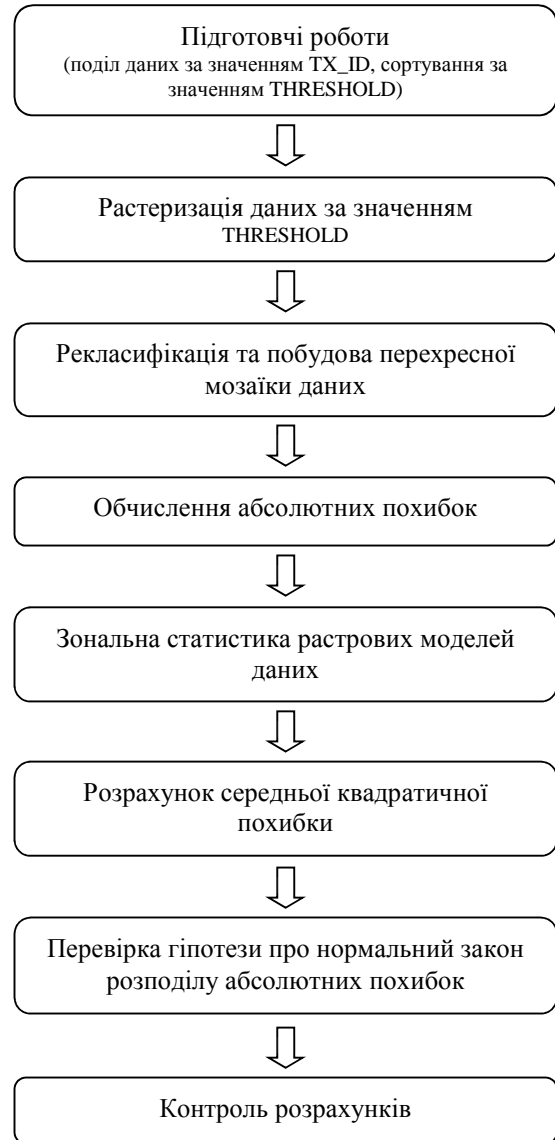 Підготовчі роботи
(поділ даних за значенням TX_ID, сортування за
значенням THRESHOLD)
Растеризація даних за значенням
THRESHOLD
Рекласифікація та побудова перехресної
мозаїки даних
Обчислення абсолютних похибок
Зональна статистика растрових моделей
даних
Розрахунок середньої квадратичної
похибки
Перевірка гіпотези про нормальний закон
розподілу абсолютних похибок
Контроль розрахунків